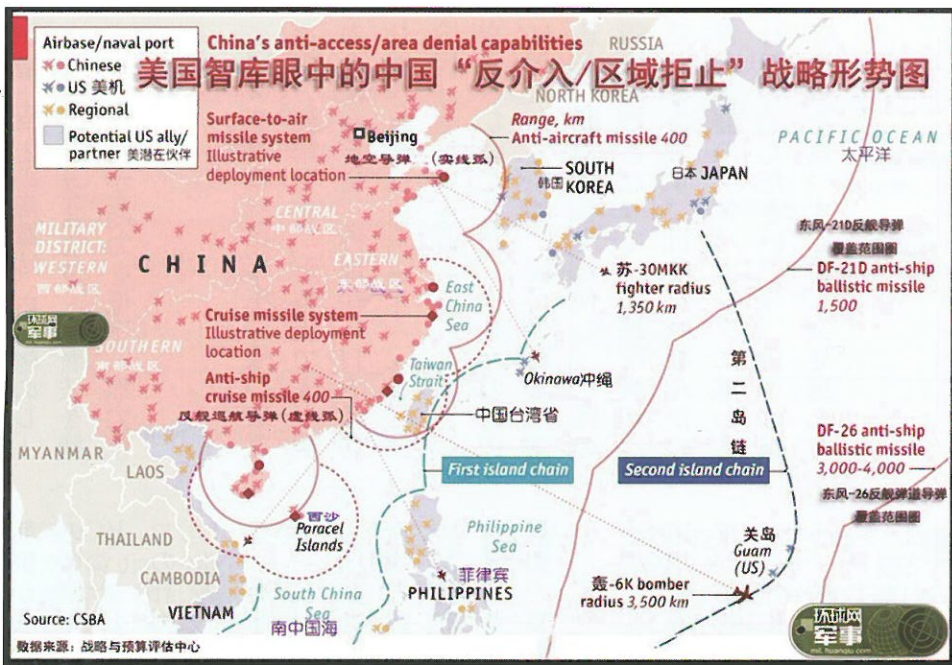 Airbase/naval port
Chinese
US 美机
Regional
Potential US ally/
partner 美潜在伙伴
China's anti-access/area denial capabilities
美国智库眼中的中国“反介入/区域拒止”战略形势图
RUSSIA
NORTH KOREA
Surface-to-air
missile system
Illustrative
deployment location
Beijing
地空导弹 (实线弧)
Range, km
Anti-aircraft missile 400
PACIFIC OCEAN
太平洋
SOUTH
KOREA
韩国
日本 JAPAN
MILITARY
DISTRICT:
WESTERN
西部战区
CENTRAL
中部战区
EASTERN
东部战区
SOUTHERN
南部战区
CHINA
东风-21D反舰导弹
覆盖范围图
DF-21D anti-ship
ballistic missile
1,500
苏-30MKK
fighter radius
1,350 km
East
China
Sea
Cruise missile system
Illustrative deployment
location
环球网
军事
mil.huanqiu.com
Taiwan
Strait
Okinawa冲绳
Anti-ship
cruise missile 400
反舰巡航导弹(虚线弧)
中国台湾省
第二岛链
MYANMAR
LAOS
First island chain
Second island chain
DF-26 anti-ship
ballistic missile
3,000-4,000
东风-26反舰弹道导弹
覆盖范围图
西沙
Paracel
Islands
THAILAND
Philippine
Sea
关岛
Guam
(US)
CAMBODIA
VIETNAM
菲律宾
PHILIPPINES
轰-6K bomber
radius 3,500 km
South China
Sea
南中国海
Source: CSBA
数据来源：战略与预算评估中心
环球网
军事
mil.huanqiu.com